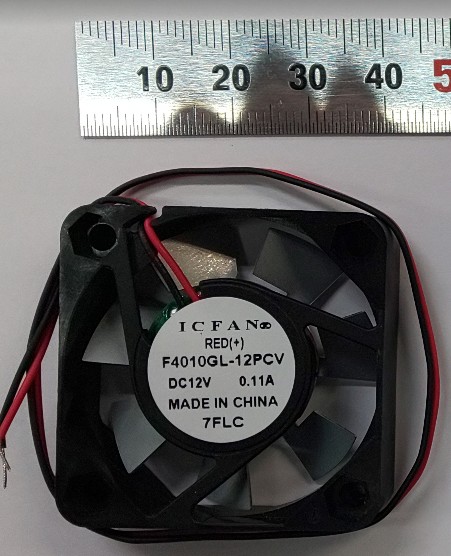 10 20 30 40 5
ICFAN
RED(+)
F4010GL-12PCV
DC12V 0.11A
MADE IN CHINA
7FLC